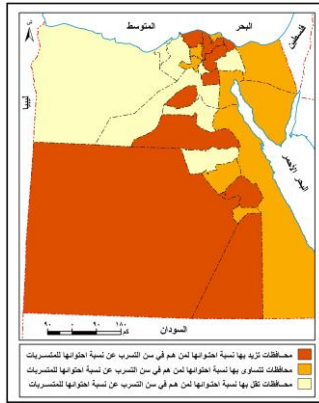 ش
المتوسط
البحر
فلسطين
ليبيا
البحر الأحمر
السودان
٩٠ ٠ ٩٠ ١٨٠
كم
محافظات تزيد بها نسبة احتوائها لمن هم في سن التسرب عن نسبة احتوائها للمتسربات
محافظات تتساوى بها نسبة احتوائها لمن هم في سن التسرب عن نسبة احتوائها للمتسربات
محافظات تقل بها نسبة احتوائها لمن هم في سن التسرب عن نسبة احتوائها للمتسربات